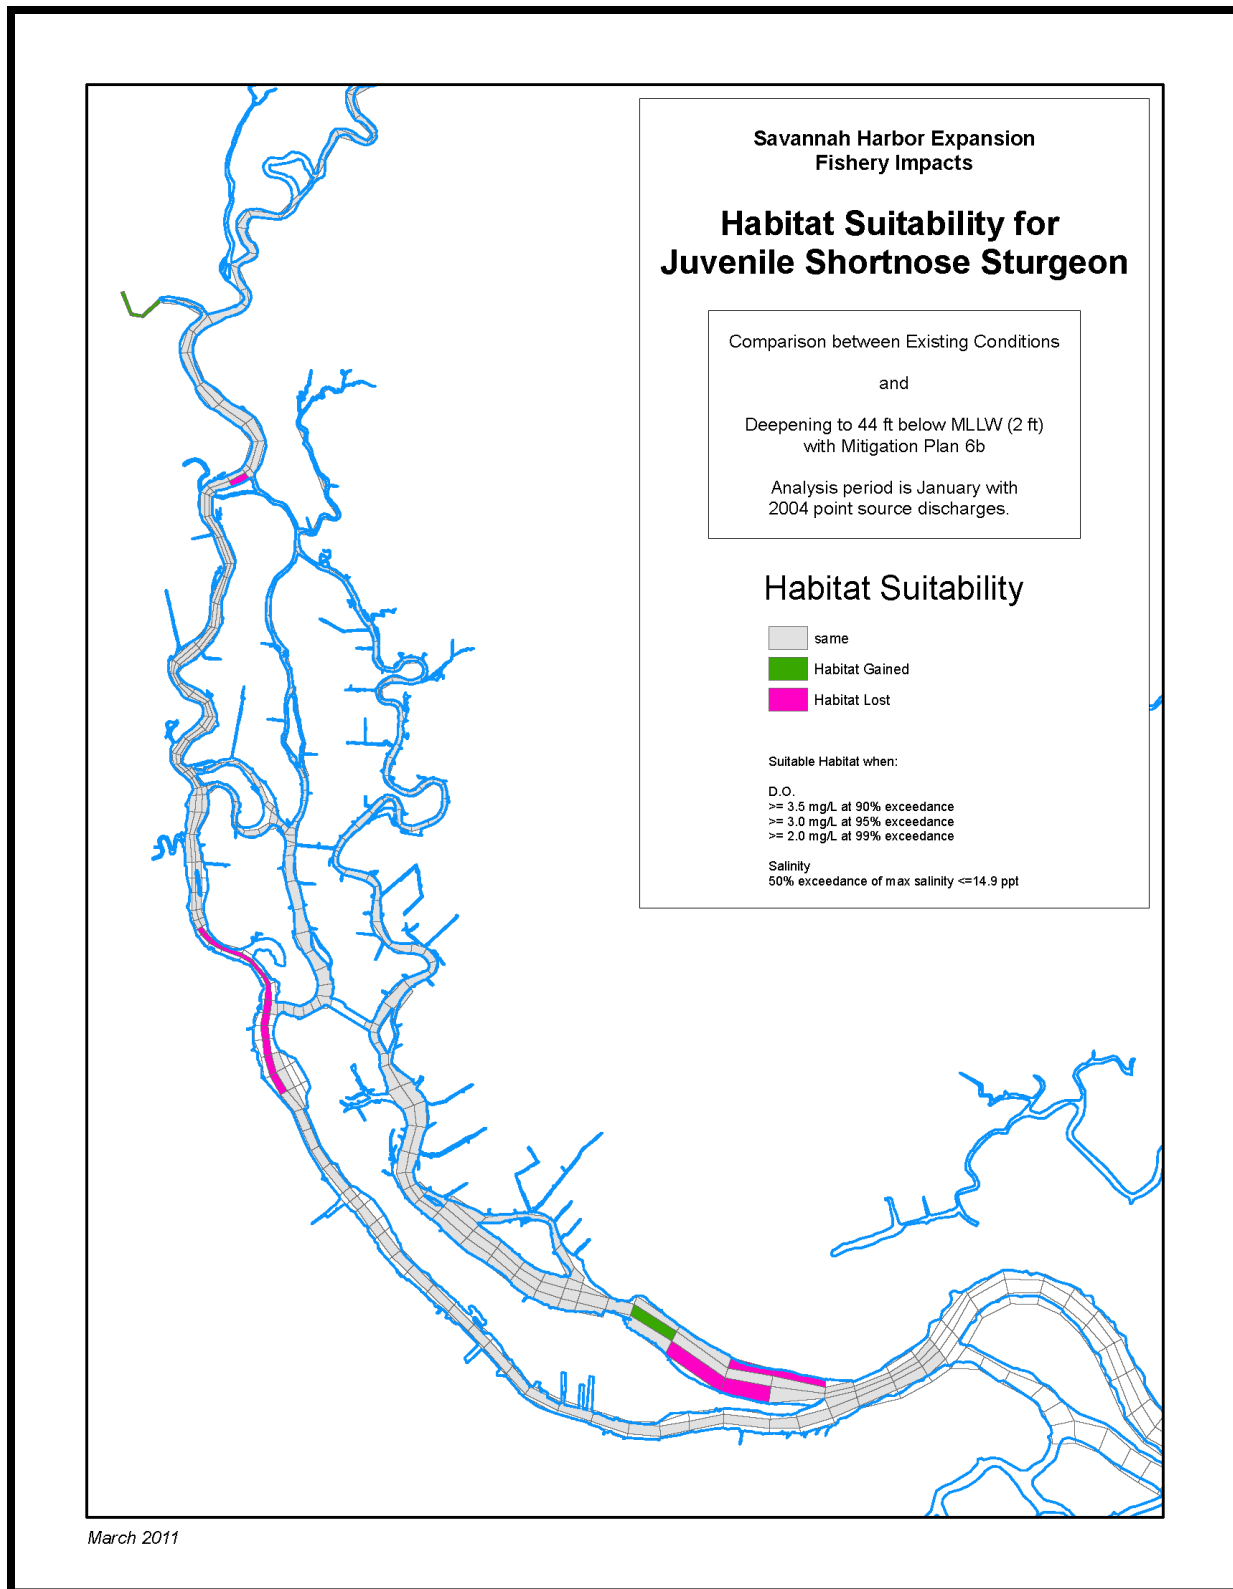 Savannah Harbor Expansion
Fishery Impacts
Habitat Suitability for
Juvenile Shortnose Sturgeon
Comparison between Existing Conditions
and
Deepening to 44 ft below MLLW (2 ft)
with Mitigation Plan 6b
Analysis period is January with
2004 point source discharges.
Habitat Suitability
same
Habitat Gained
Habitat Lost
Suitable Habitat when:
D.O.
>= 3.5 mg/L at 90% exceedance
>= 3.0 mg/L at 95% exceedance
>= 2.0 mg/L at 99% exceedance
Salinity
50% exceedance of max salinity <=14.9 ppt
March 2011